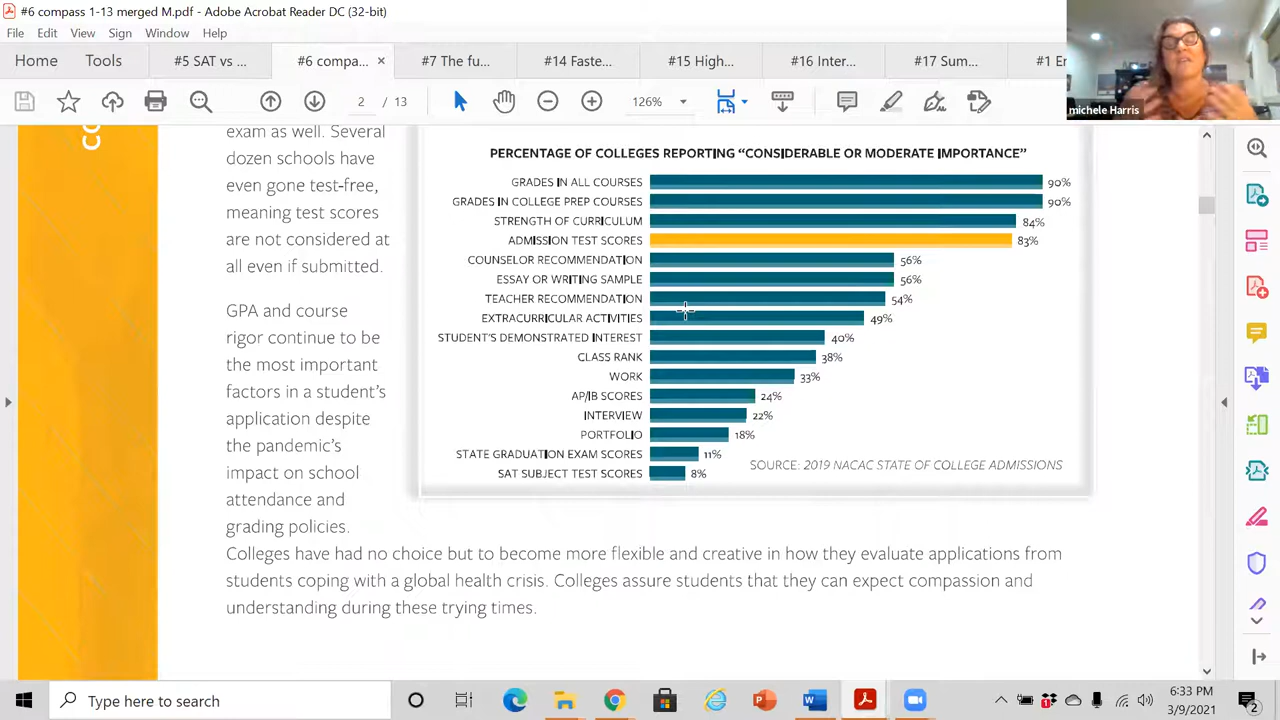 #6 compass 1-13 merged M.pdf - Adobe Acrobat Reader DC (32-bit)
File Edit View Sign Window Help
Home Tools #5 SAT vs ... #6 compa... × #7 The fu... #14 Faste... #15 High... #16 Inter... #17 Sum... #1 E
2 / 13 126%
michele Harris
exam as well. Several
dozen schools have
even gone test-free,
meaning test scores
are not considered at
all even if submitted.
GPA and course
rigor continue to be
the most important
factors in a student's
application despite
the pandemic's
impact on school
attendance and
grading policies.
Colleges have had no choice but to become more flexible and creative in how they evaluate applications from
students coping with a global health crisis. Colleges assure students that they can expect compassion and
understanding during these trying times.
PERCENTAGE OF COLLEGES REPORTING “CONSIDERABLE OR MODERATE IMPORTANCE”
GRADES IN ALL COURSES 90%
GRADES IN COLLEGE PREP COURSES 90%
STRENGTH OF CURRICULUM 84%
ADMISSION TEST SCORES 83%
COUNSELOR RECOMMENDATION 56%
ESSAY OR WRITING SAMPLE 56%
TEACHER RECOMMENDATION 54%
EXTRACURRICULAR ACTIVITIES 49%
STUDENT'S DEMONSTRATED INTEREST 40%
CLASS RANK 38%
WORK 33%
AP/IB SCORES 24%
INTERVIEW 22%
PORTFOLIO 18%
STATE GRADUATION EXAM SCORES 11%
SAT SUBJECT TEST SCORES 8%
SOURCE: 2019 NACAC STATE OF COLLEGE ADMISSIONS
Type here to search
6:33 PM
3/9/2021
2